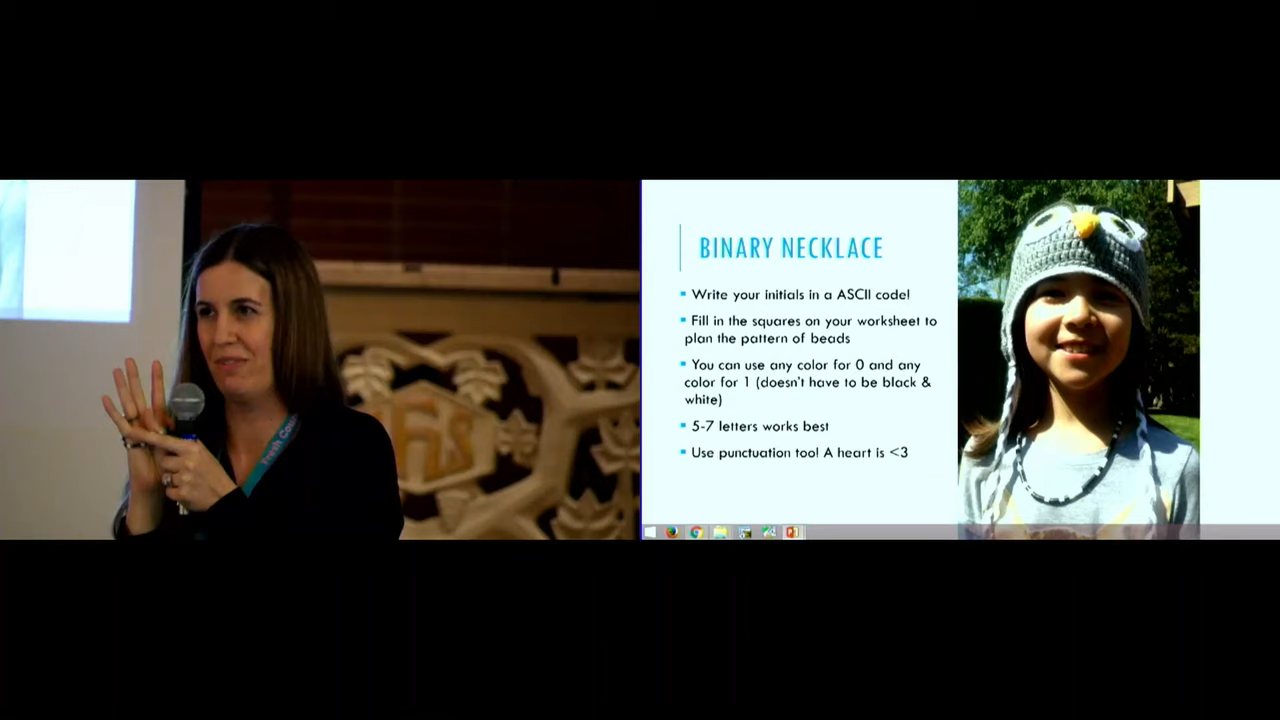 BINARY NECKLACE
Write your initials in a ASCII code!
Fill in the squares on your worksheet to
plan the pattern of beads
You can use any color for 0 and any
color for 1 (doesn't have to be black &
white)
5-7 letters works best
Use punctuation too! A heart is <3
Fresh